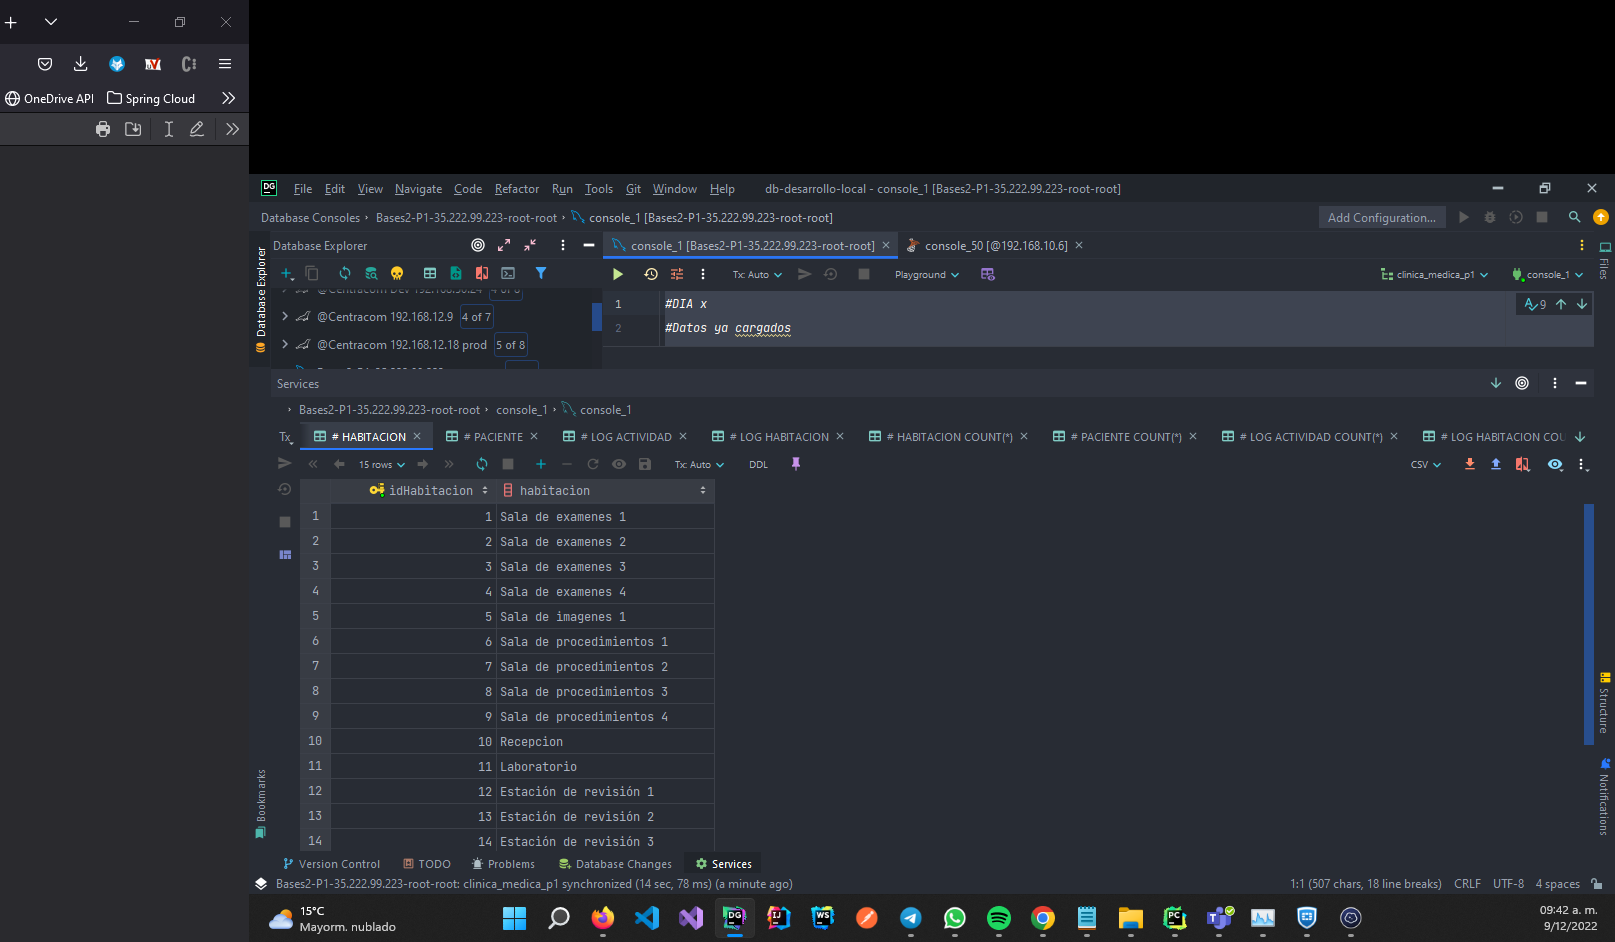 OneDrive API Spring Cloud
File Edit View Navigate Code Refactor Run Tools Git Window Help db-desarrollo-local - console_1 [Bases2-P1-35.222.99.223-root-root]
Database Consoles Bases2-P1-35.222.99.223-root-root console_1 [Bases2-P1-35.222.99.223-root-root] Add Configuration...
Database Explorer console_1 [Bases2-P1-35.222.99.223-root-root] console_50 [@192.168.10.6]
Tx: Auto Playground clinica_medica_p1 console_1
@Centracom 192.168.12.9 4 of 7
@Centracom 192.168.12.18 prod 5 of 8
1 #DIA x 9
2 #Datos ya cargados
Database Explorer
Files
Services
Bases2-P1-35.222.99.223-root-root console_1 console_1
Tx # HABITACION # PACIENTE # LOG ACTIVIDAD # LOG HABITACION # HABITACION COUNT(*) # PACIENTE COUNT(*) # LOG ACTIVIDAD COUNT(*) # LOG HABITACION COU
15 rows Tx: Auto DDL CSV
idHabitacion habitacion
1 1 Sala de examenes 1
2 2 Sala de examenes 2
3 3 Sala de examenes 3
4 4 Sala de examenes 4
5 5 Sala de imagenes 1
6 6 Sala de procedimientos 1
7 7 Sala de procedimientos 2
8 8 Sala de procedimientos 3
9 9 Sala de procedimientos 4
10 10 Recepcion
11 11 Laboratorio
12 12 Estación de revisión 1
13 13 Estación de revisión 2
14 14 Estación de revisión 3
Structure
Notifications
Bookmarks
Version Control TODO Problems Database Changes Services
Bases2-P1-35.222.99.223-root-root: clinica_medica_p1 synchronized (14 sec, 78 ms) (a minute ago) 1:1 (507 chars, 18 line breaks) CRLF UTF-8 4 spaces
15°C
Mayorm. nublado
09:42 a. m.
9/12/2022